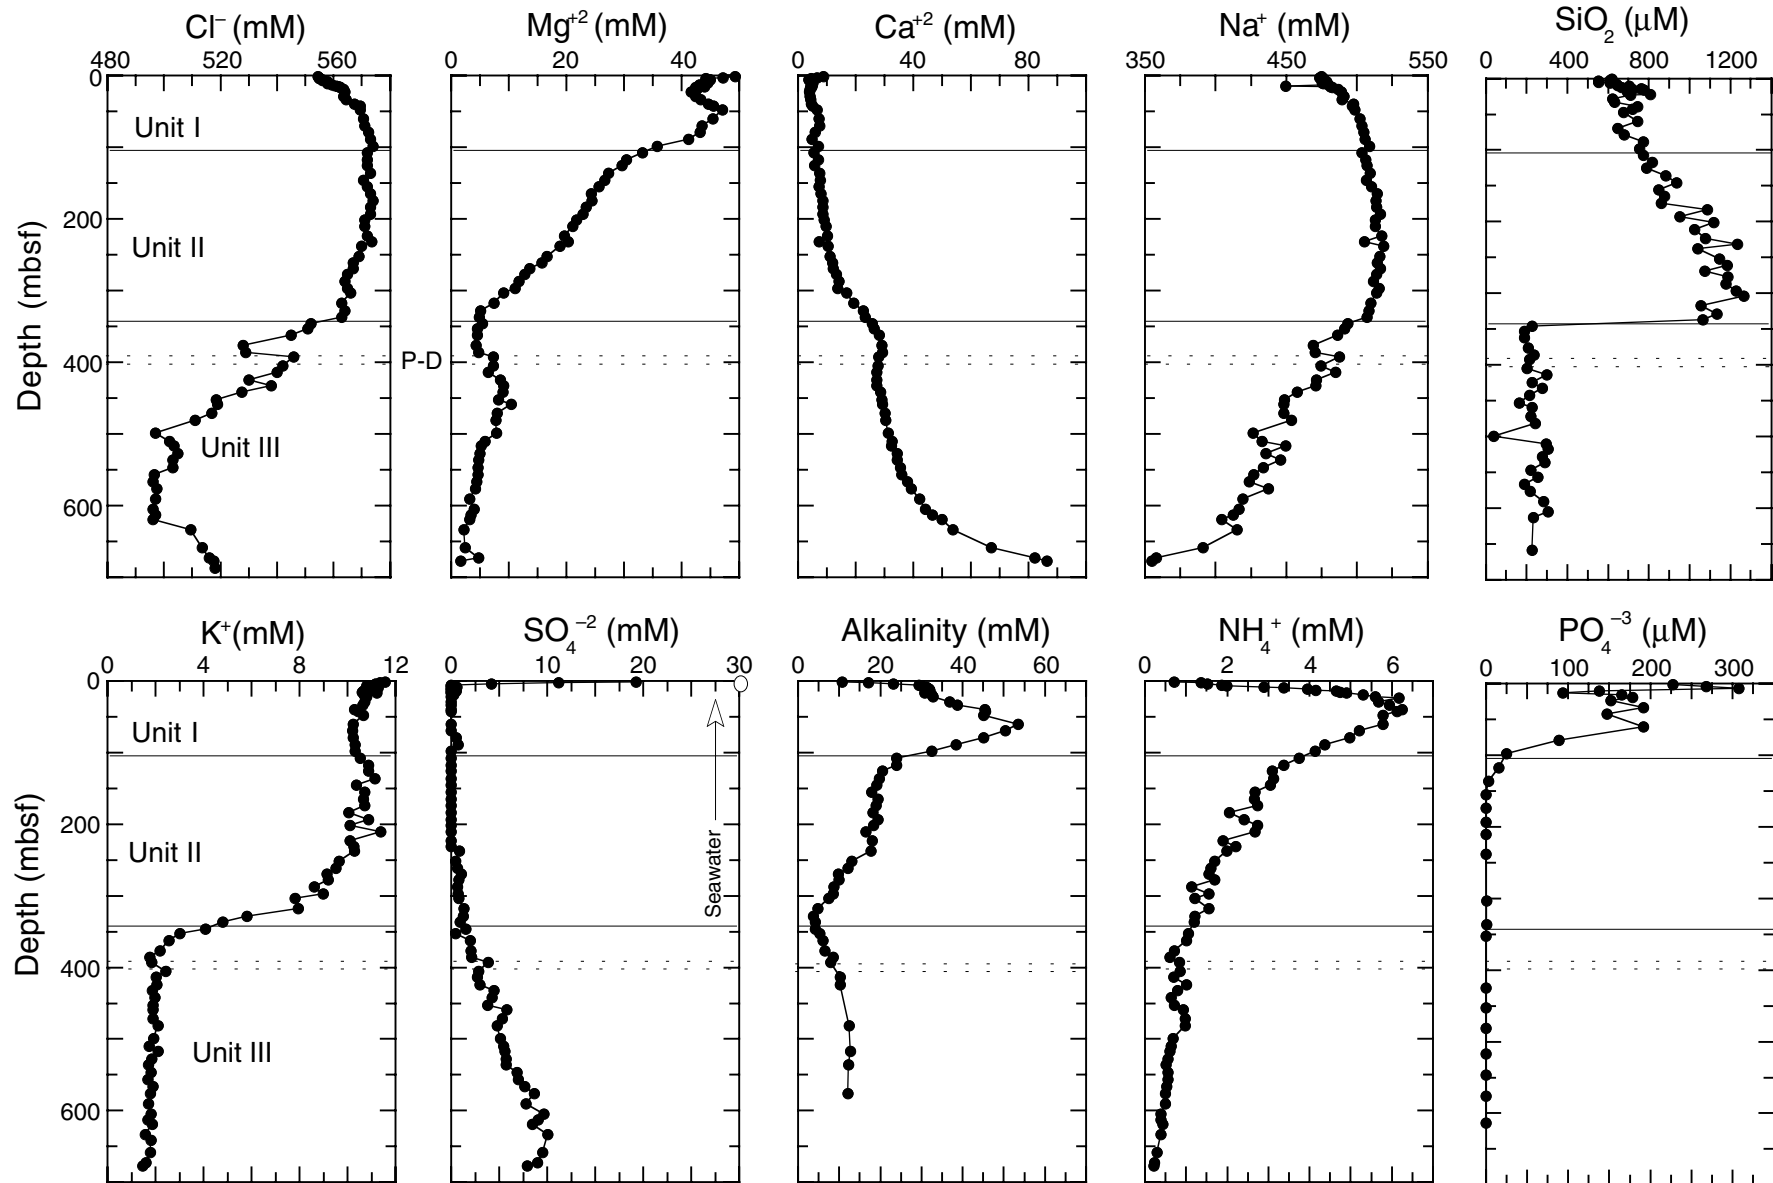 Cl⁻ (mM)
Mg⁺² (mM)
Ca⁺² (mM)
Na⁺ (mM)
SiO₂ (µM)
480 520 560
0 20 40
0 40 80
350 450 550
0 400 800 1200
Depth (mbsf)
0
200
400
600
Unit I
Unit II
P-D
Unit III
K⁺(mM)
SO₄⁻² (mM)
Alkalinity (mM)
NH₄⁺ (mM)
PO₄⁻³ (µM)
0 4 8 12
0 10 20 30
0 20 40 60
0 2 4 6
0 100 200 300
Depth (mbsf)
0
200
400
600
Unit I
Unit II
Unit III
Seawater